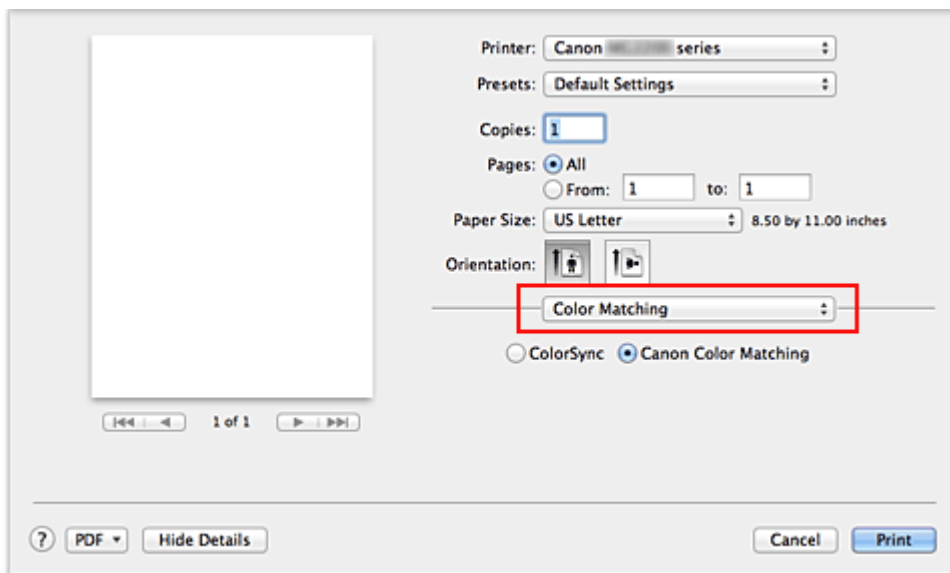 Printer: Canon series
Presets: Default Settings
Copies: 1
Pages: All
From: 1 to: 1
Paper Size: US Letter 8.50 by 11.00 inches
Orientation:
Color Matching
ColorSync Canon Color Matching
1 of 1
? PDF Hide Details Cancel Print